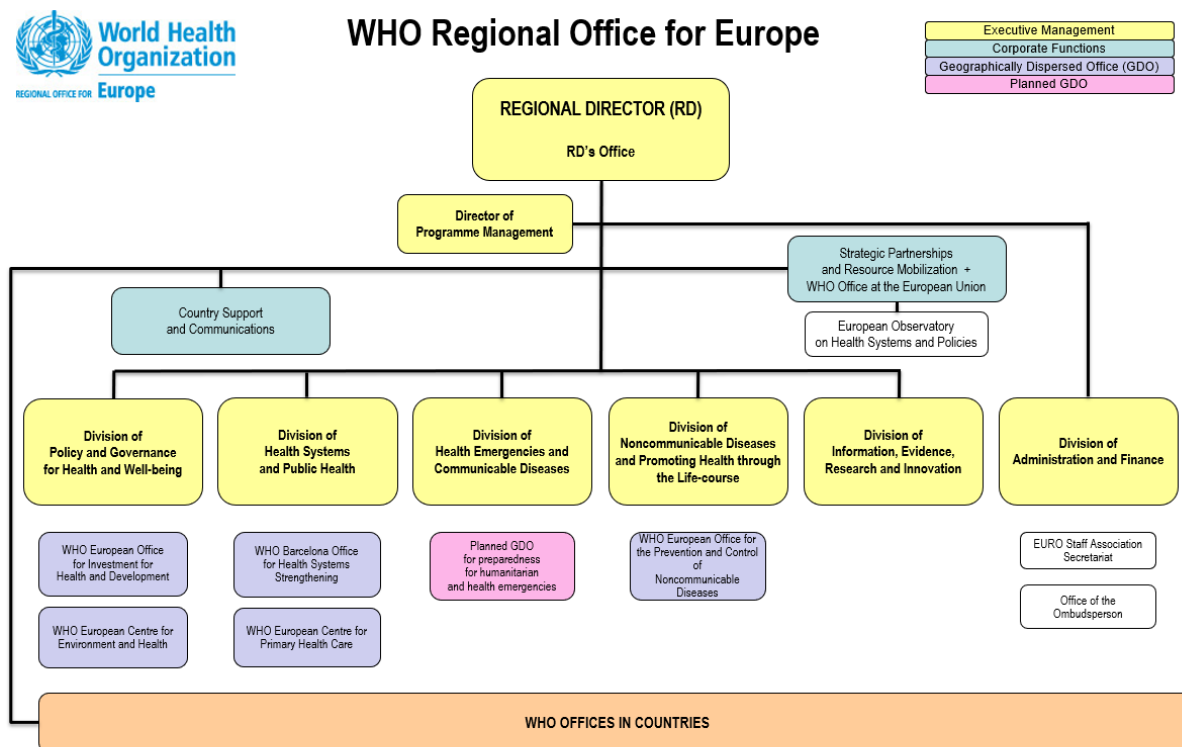 World Health
Organization
REGIONAL OFFICE FOR Europe
WHO Regional Office for Europe
Executive Management
Corporate Functions
Geographically Dispersed Office (GDO)
Planned GDO
REGIONAL DIRECTOR (RD)
RD's Office
Director of
Programme Management
Strategic Partnerships
and Resource Mobilization +
WHO Office at the European Union
Country Support
and Communications
European Observatory
on Health Systems and Policies
Division of
Policy and Governance
for Health and Well-being
Division of
Health Systems
and Public Health
Division of
Health Emergencies and
Communicable Diseases
Division of
Noncommunicable Diseases
and Promoting Health through
the Life-course
Division of
Information, Evidence,
Research and Innovation
Division of
Administration and Finance
WHO European Office
for Investment for
Health and Development
WHO Barcelona Office
for Health Systems
Strengthening
Planned GDO
for preparedness
for humanitarian
and health emergencies
WHO European Office for
the Prevention and Control
of
Noncommunicable
Diseases
EURO Staff Association
Secretariat
WHO European Centre for
Environment and Health
WHO European Centre for
Primary Health Care
Office of the
Ombudsperson
WHO OFFICES IN COUNTRIES